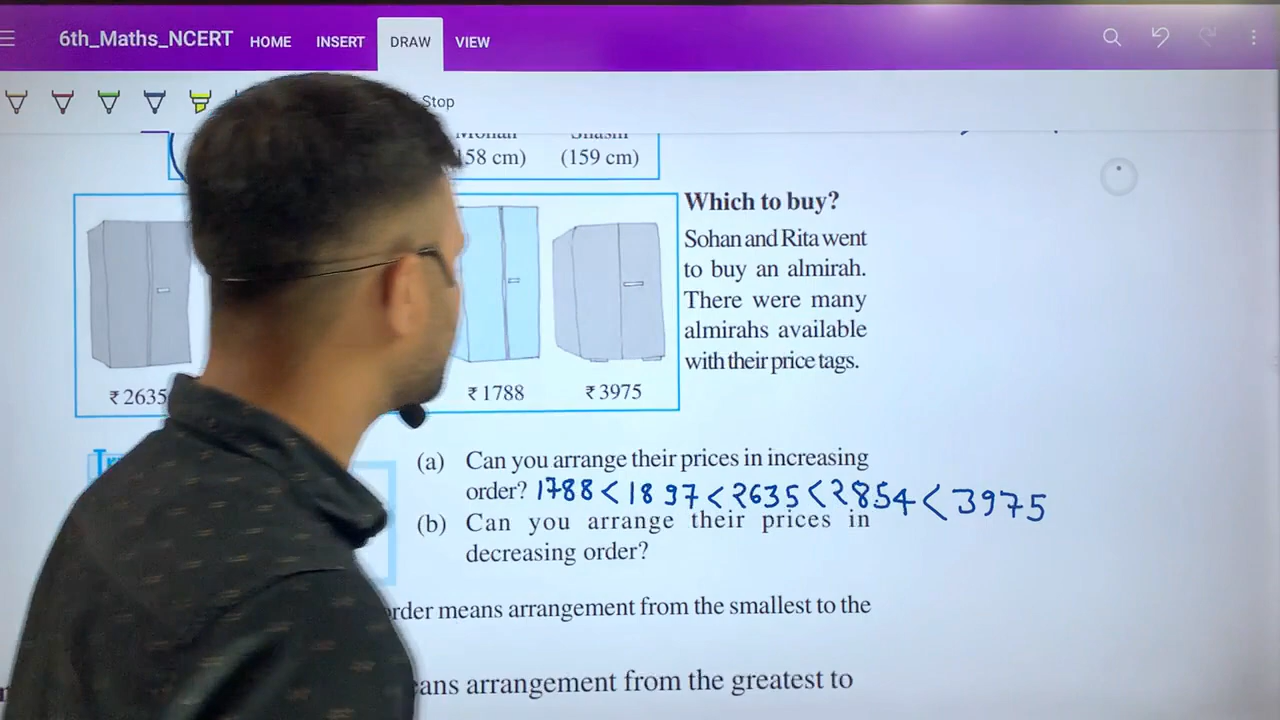 6th_Maths_NCERT HOME INSERT DRAW VIEW
Stop
158 cm) (159 cm)
Which to buy?
Sohan and Rita went
to buy an almirah.
There were many
almirahs available
with their price tags.
₹ 2635 ₹ 1788 ₹ 3975
(a) Can you arrange their prices in increasing
order? 1788 < 1897 < 2635 < 2854 < 3975
(b) Can you arrange their prices in
decreasing order?
order means arrangement from the smallest to the
eans arrangement from the greatest to